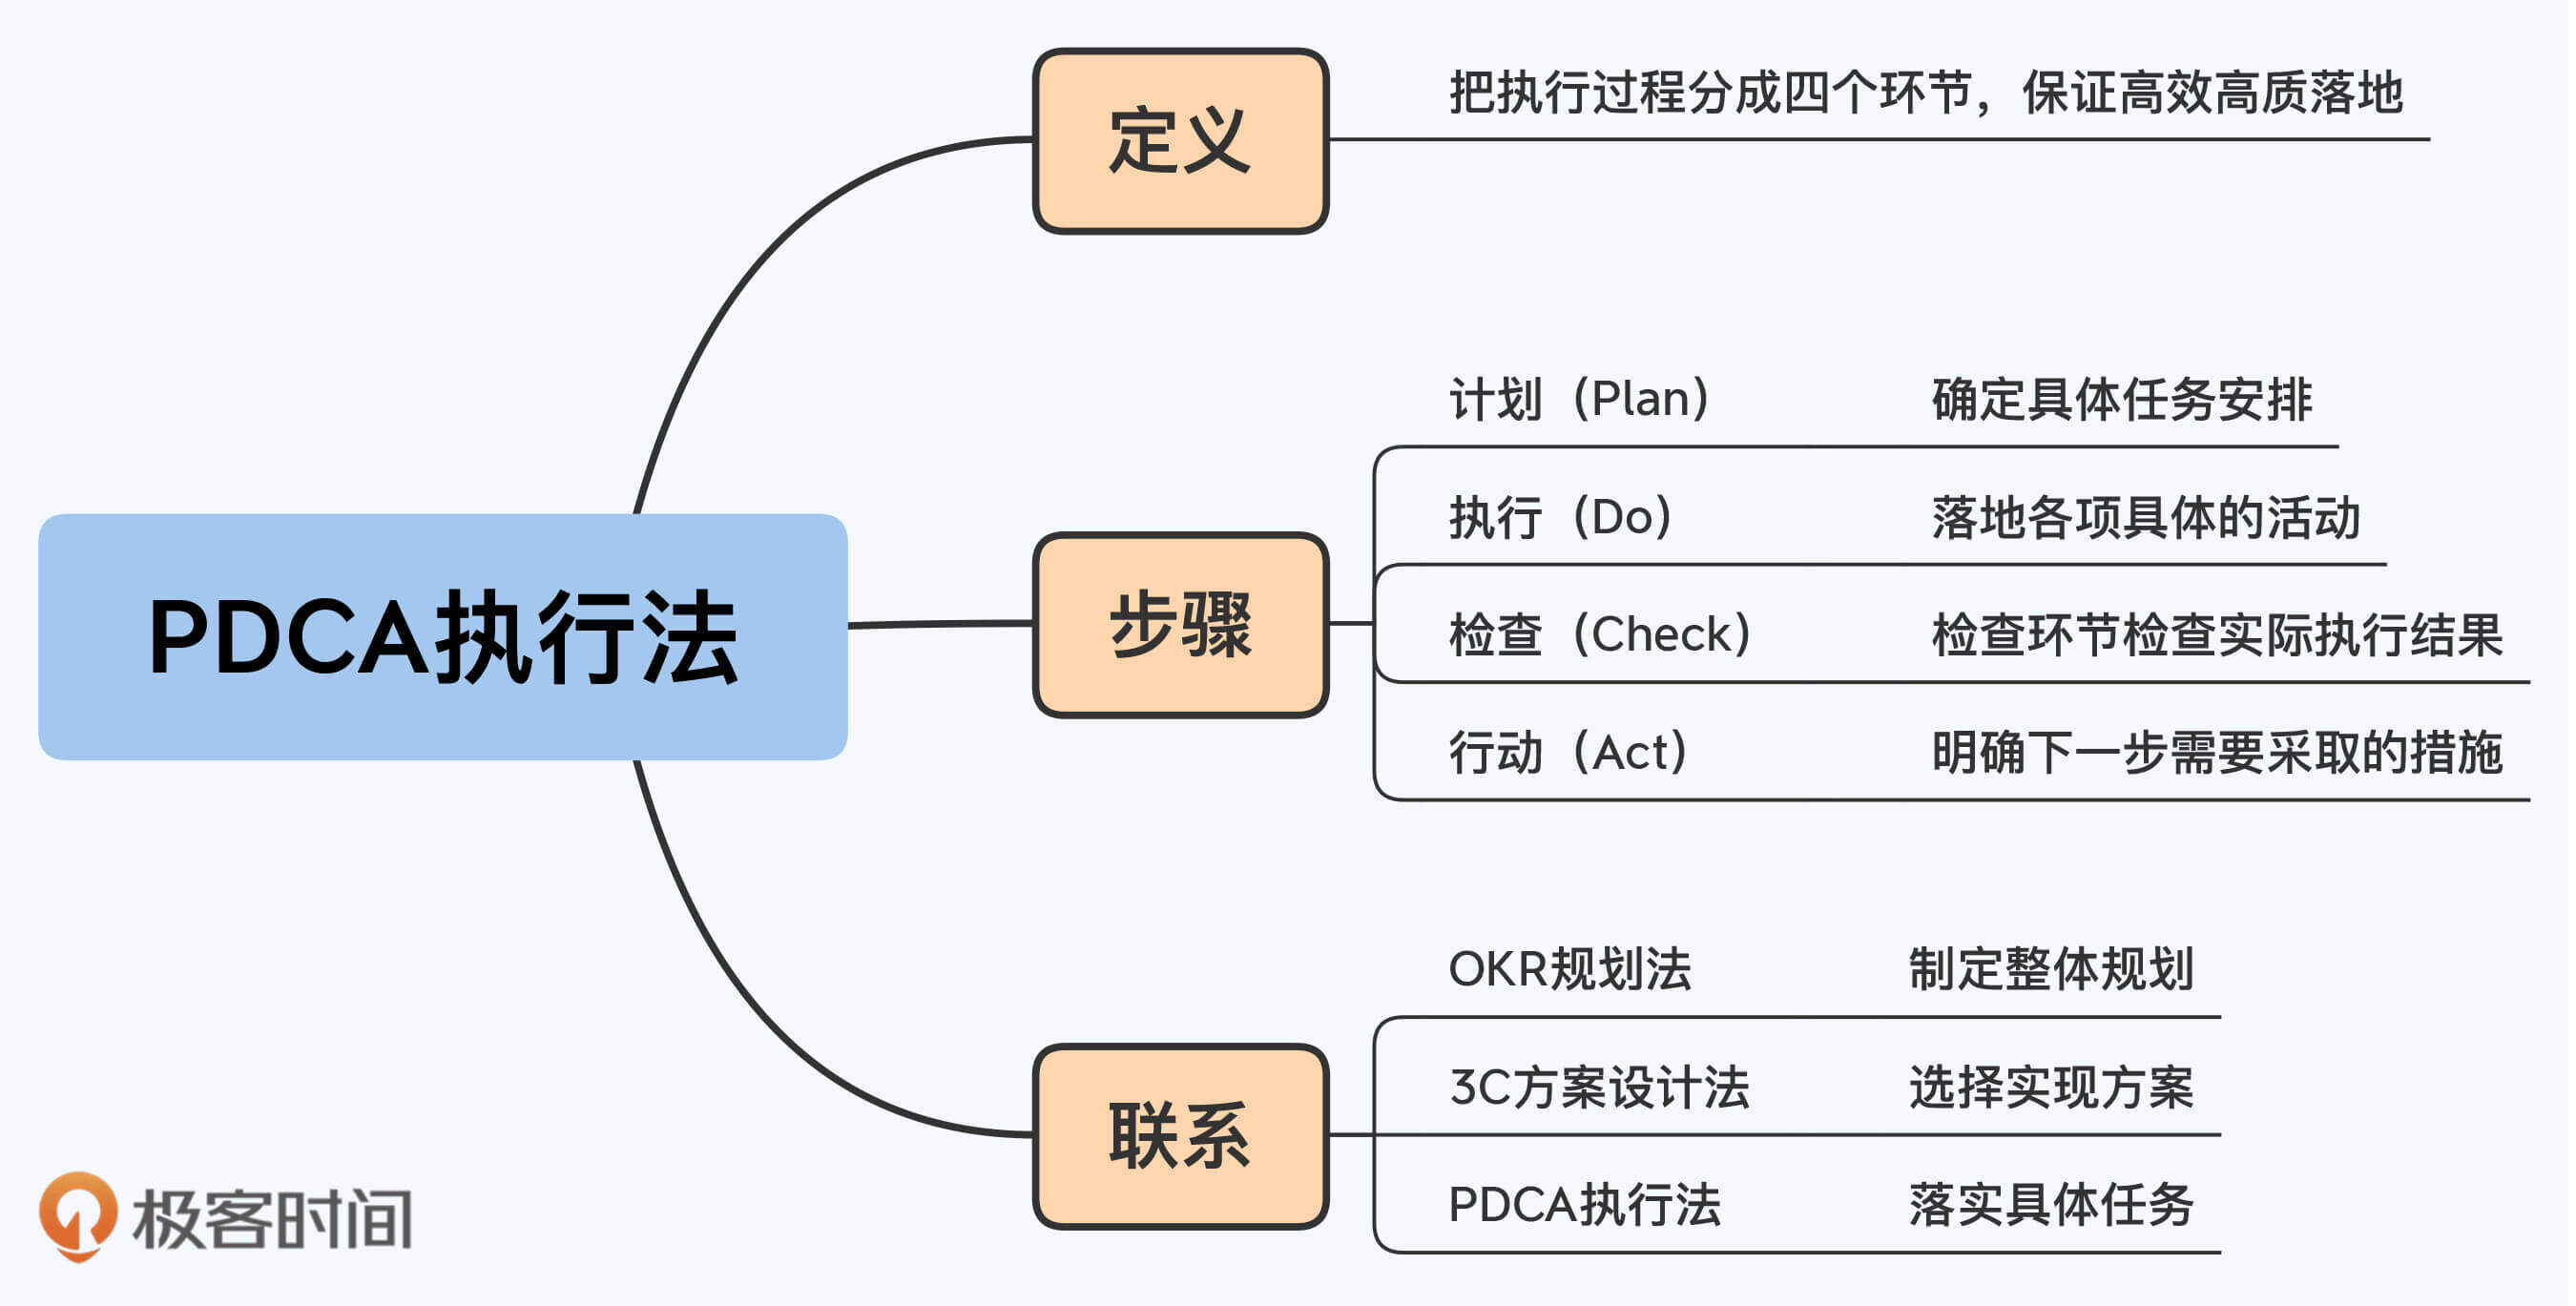 定义
把执行过程分成四个环节，保证高效高质落地
PDCA执行法
步骤
计划（Plan） 确定具体任务安排
执行（Do） 落地各项具体的活动
检查（Check） 检查环节检查实际执行结果
行动（Act） 明确下一步需要采取的措施
联系
OKR规划法 制定整体规划
3C方案设计法 选择实现方案
PDCA执行法 落实具体任务
极客时间